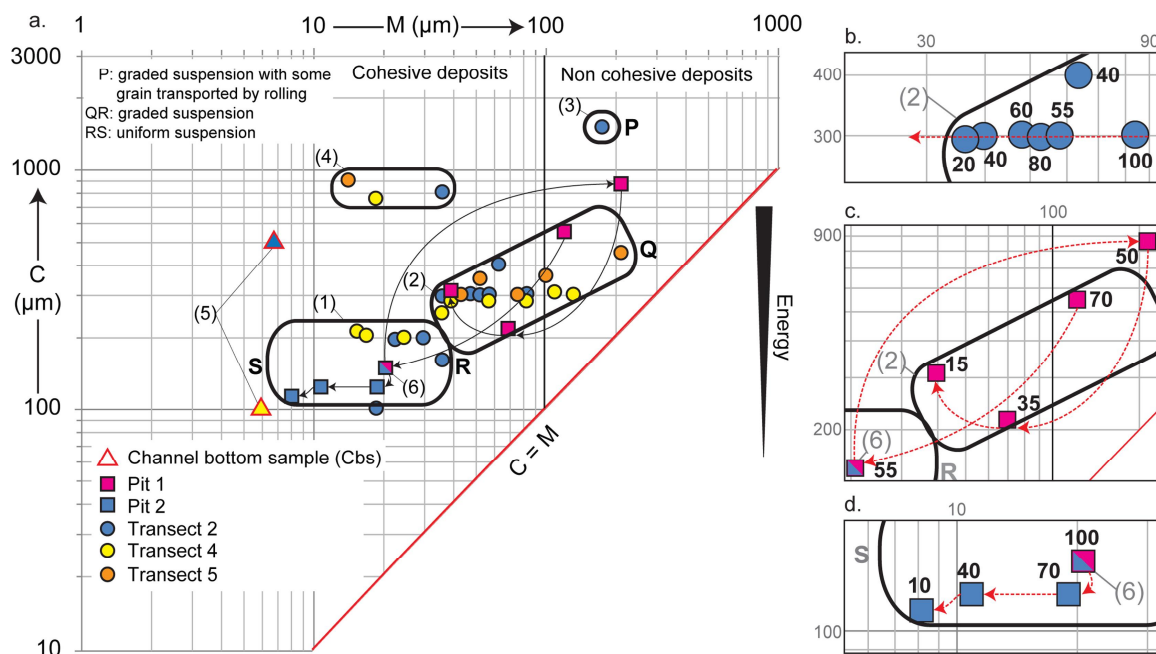 a.
1 10 M (µm) 100 1000
3000
1000
C
(µm)
100
10
P: graded suspension with some
grain transported by rolling
QR: graded suspension
RS: uniform suspension
Cohesive deposits
Non cohesive deposits
(3)
P
(4)
Q
(2)
(5)
(1)
S
R
(6)
C = M
Energy
Channel bottom sample (Cbs)
Pit 1
Pit 2
Transect 2
Transect 4
Transect 5
b.
30 90
400
300
(2)
40
60 55
20 40 80 100
c.
100
900
200
50
70
(2)
15
35
(6)
55
R
d.
10
100
S
100
10 40 70
(6)